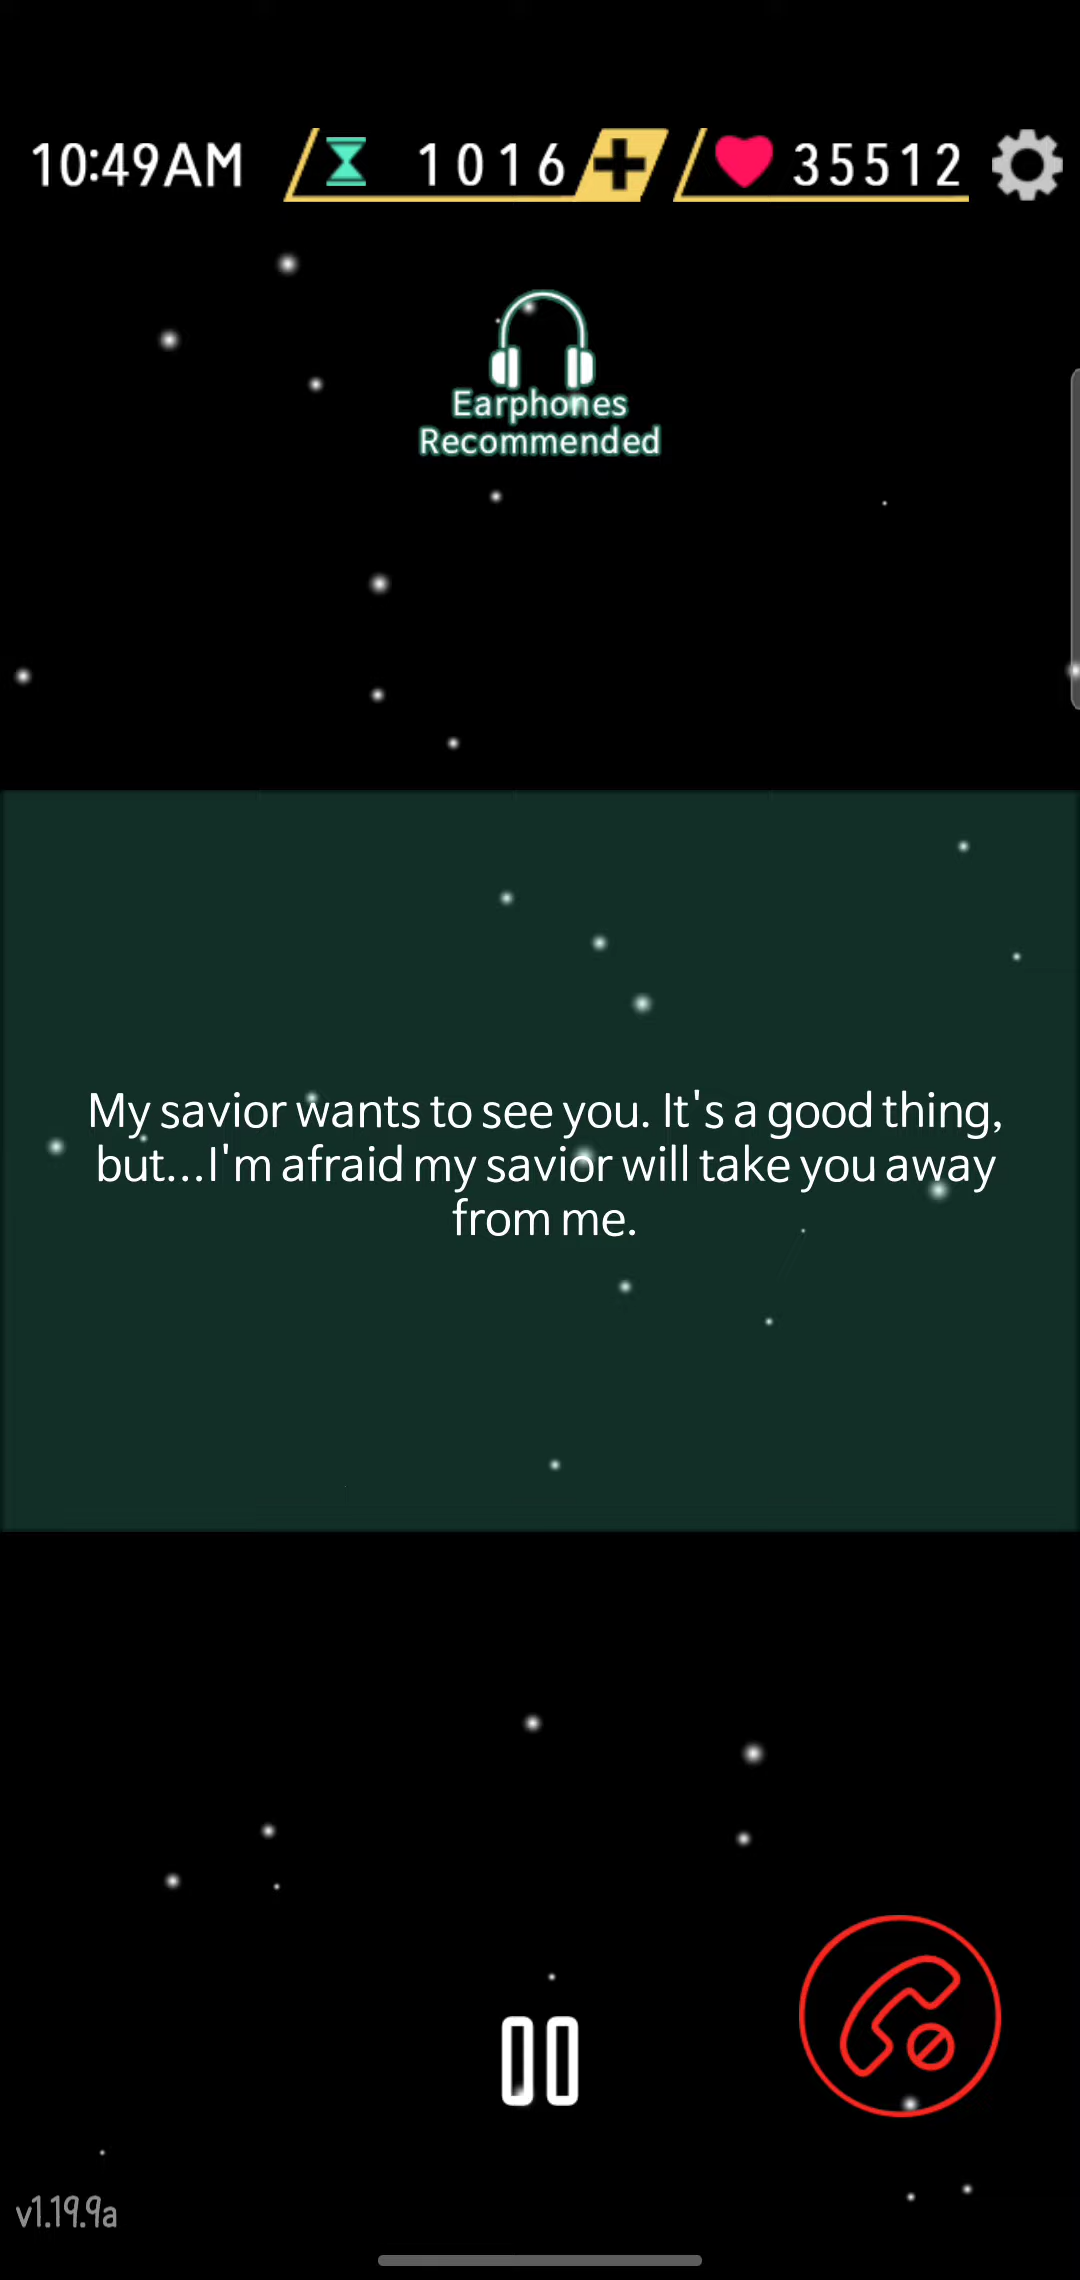 10:49AM 1016 35512
Earphones
Recommended
My savior wants to see you. It's a good thing,
but...I'm afraid my savior will take you away
from me.
v1.19.9a